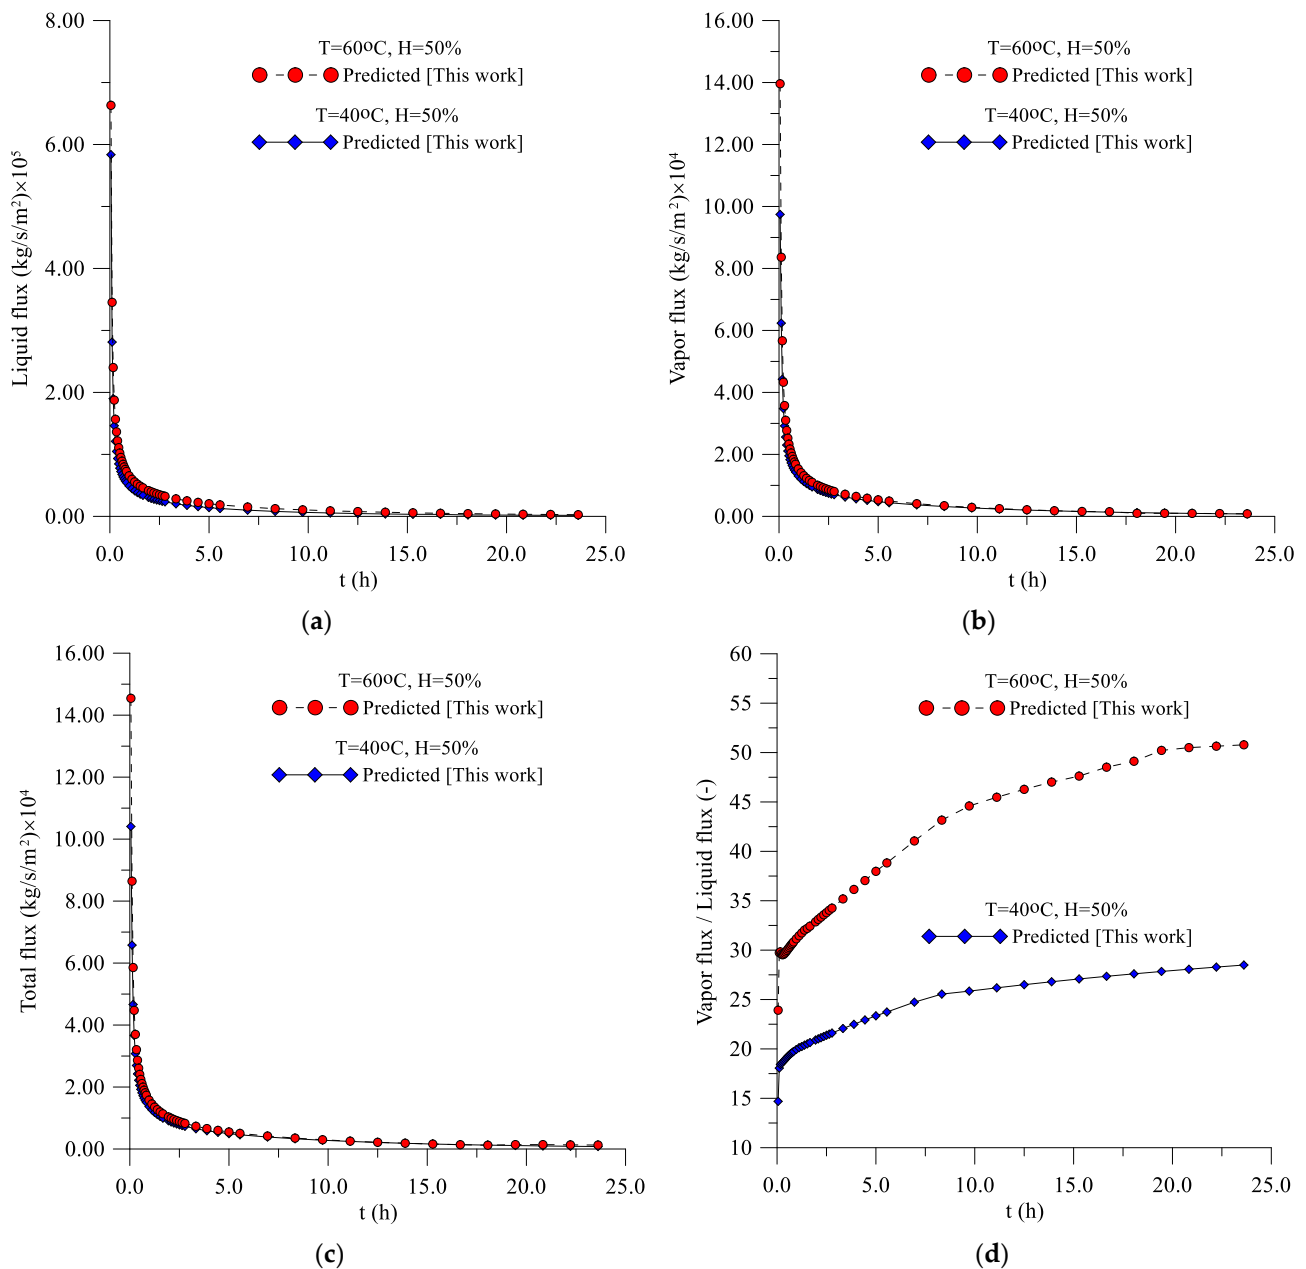 8.00
6.00
4.00
2.00
0.00
Liquid flux (kg/s/m²)×10⁵
T=60ºC, H=50%
Predicted [This work]
T=40ºC, H=50%
Predicted [This work]
0.0 5.0 10.0 15.0 20.0 25.0
t (h)
(a)
16.00
14.00
12.00
10.00
8.00
6.00
4.00
2.00
0.00
Vapor flux (kg/s/m²)×10⁴
T=60ºC, H=50%
Predicted [This work]
T=40ºC, H=50%
Predicted [This work]
0.0 5.0 10.0 15.0 20.0 25.0
t (h)
(b)
16.00
14.00
12.00
10.00
8.00
6.00
4.00
2.00
0.00
Total flux (kg/s/m²)×10⁴
T=60ºC, H=50%
Predicted [This work]
T=40ºC, H=50%
Predicted [This work]
0.0 5.0 10.0 15.0 20.0 25.0
t (h)
(c)
60
55
50
45
40
35
30
25
20
15
10
Vapor flux / Liquid flux (-)
T=60ºC, H=50%
Predicted [This work]
T=40ºC, H=50%
Predicted [This work]
0.0 5.0 10.0 15.0 20.0 25.0
t (h)
(d)